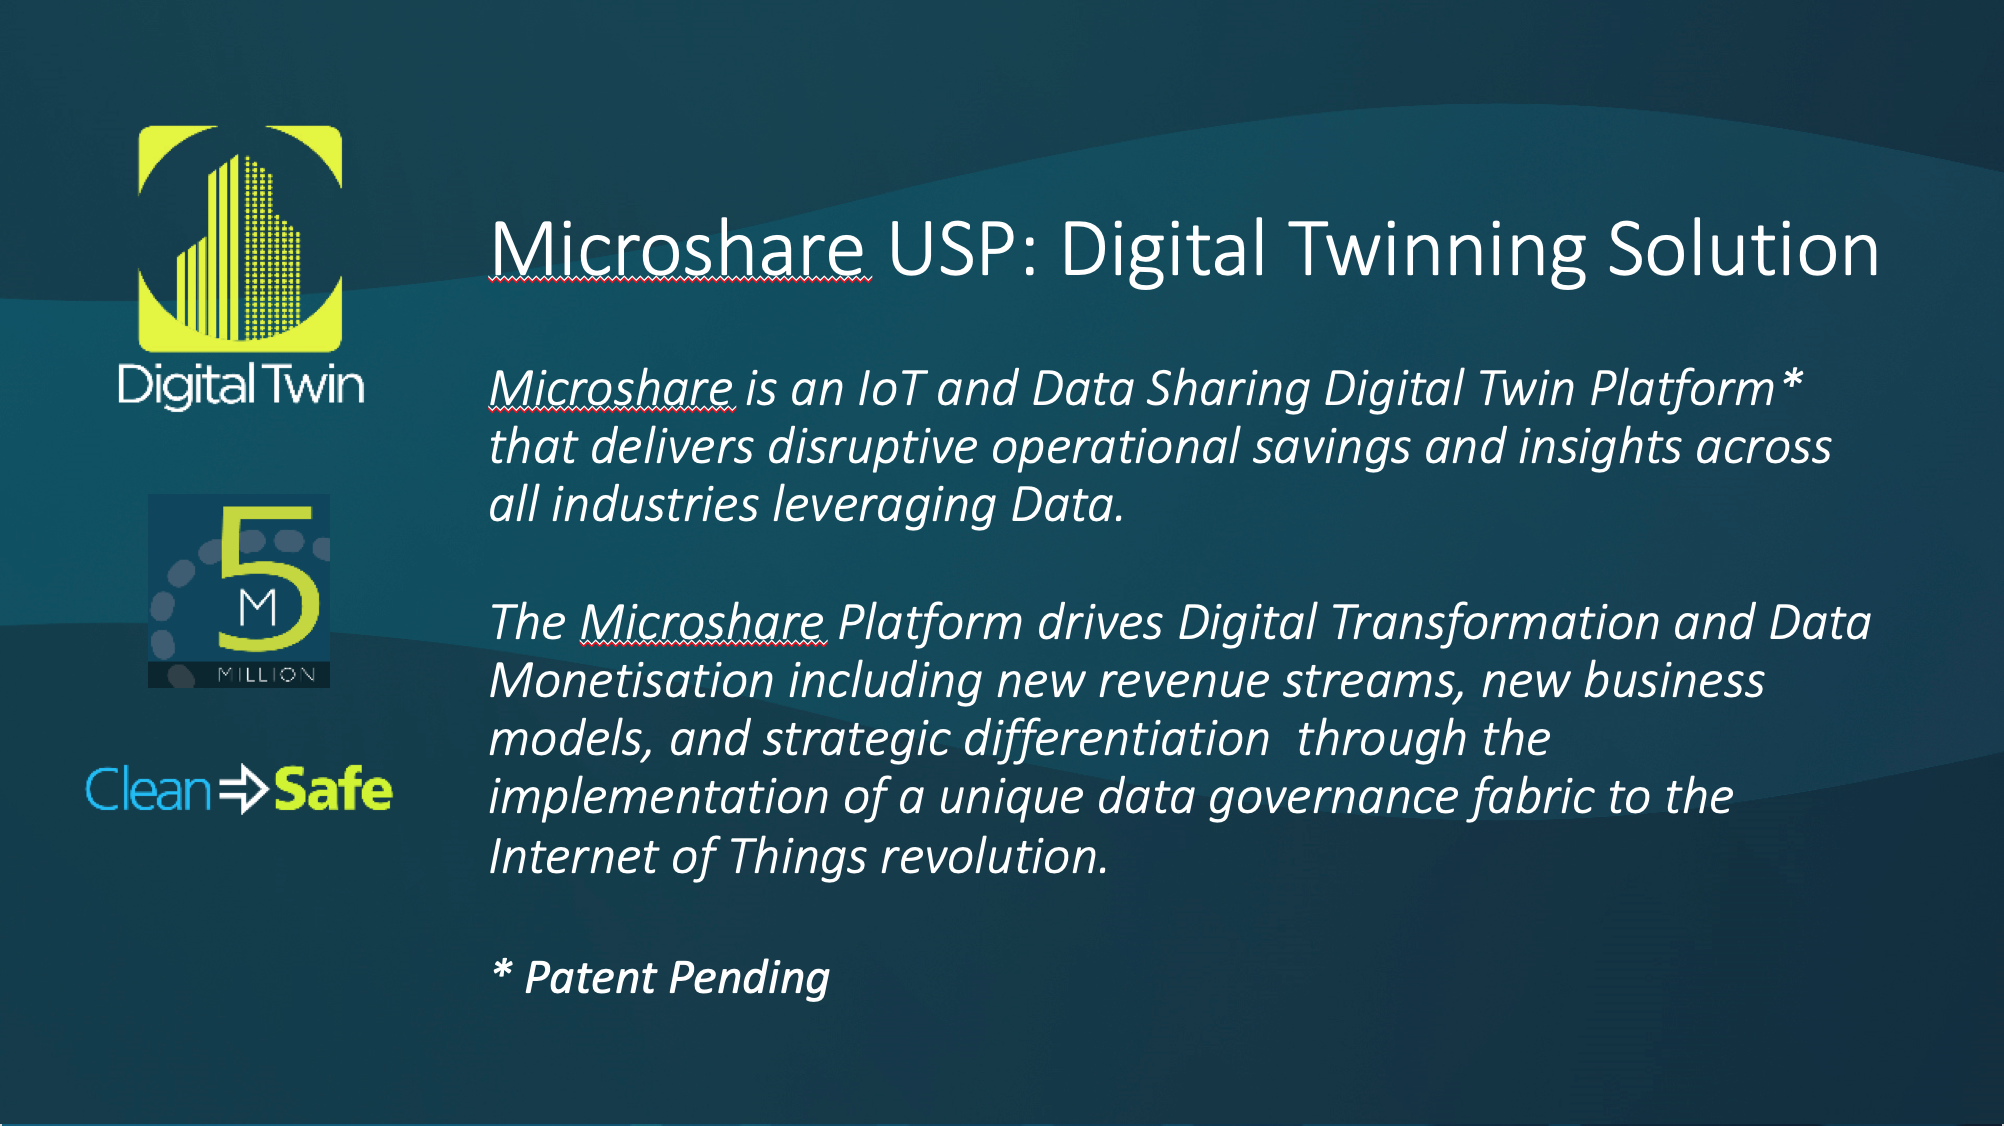 Digital Twin
5
M
MILLION
Clean⇒Safe
Microshare USP: Digital Twinning Solution
Microshare is an IoT and Data Sharing Digital Twin Platform*
that delivers disruptive operational savings and insights across
all industries leveraging Data.
The Microshare Platform drives Digital Transformation and Data
Monetisation including new revenue streams, new business
models, and strategic differentiation  through the
implementation of a unique data governance fabric to the
Internet of Things revolution.
* Patent Pending